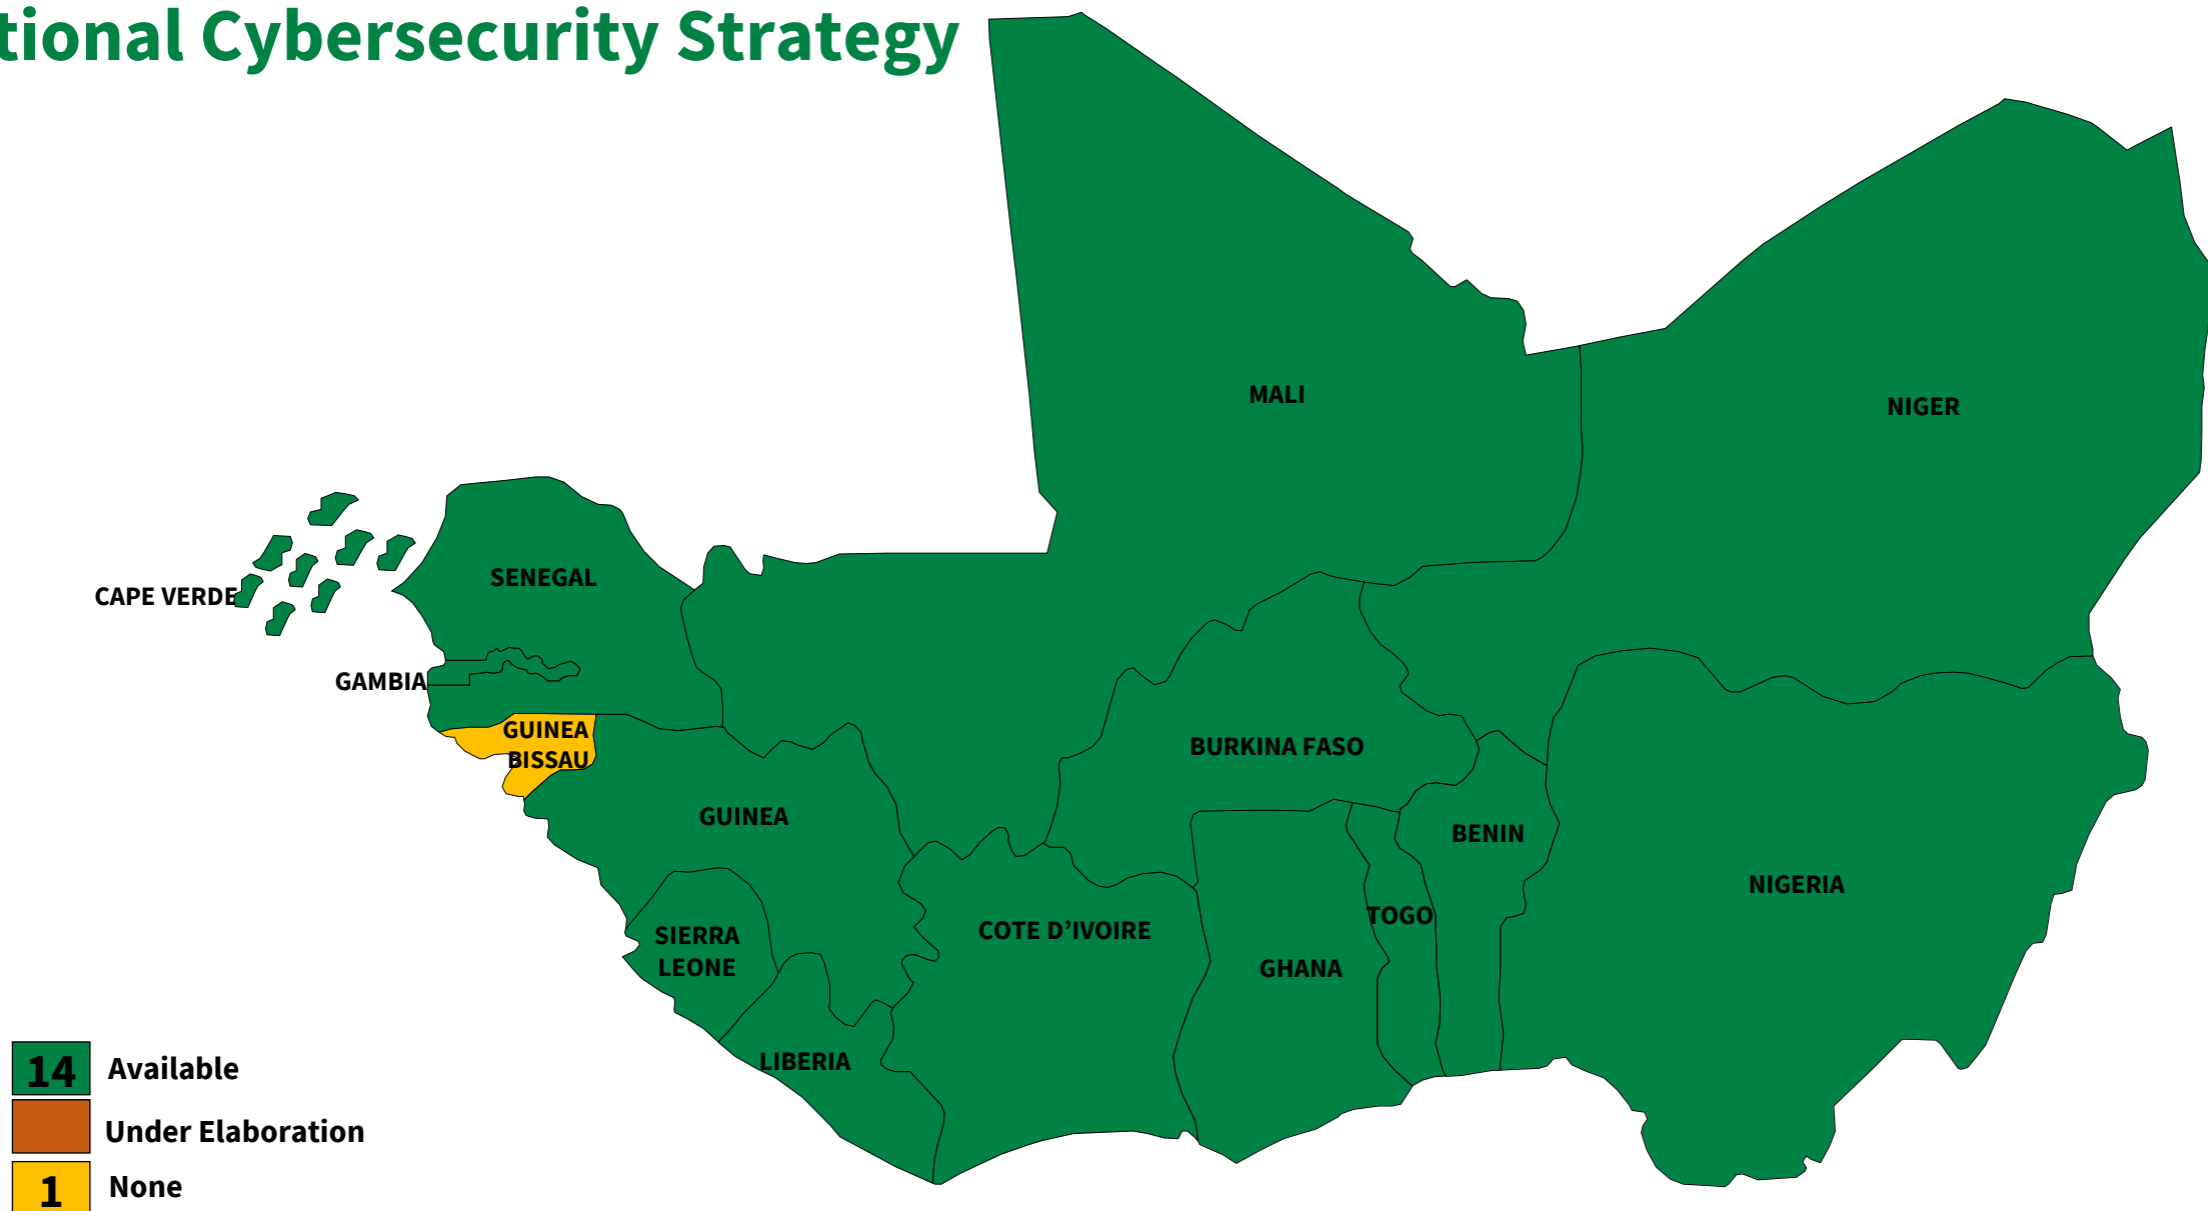 tional Cybersecurity Strategy
MALI
NIGER
SENEGAL
CAPE VERDE
GAMBIA
GUINEA
BISSAU
BURKINA FASO
GUINEA
BENIN
NIGERIA
TOGO
COTE D’IVOIRE
SIERRA
LEONE
GHANA
LIBERIA
14 Available
Under Elaboration
1 None